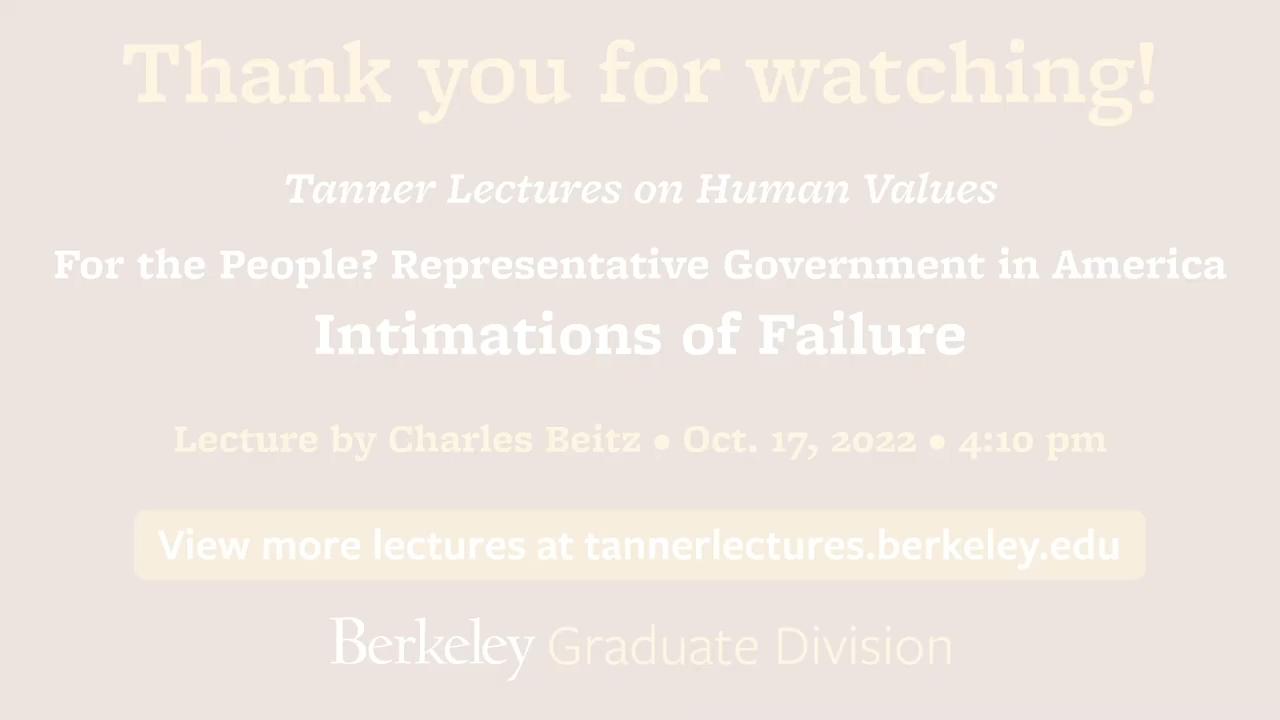 Thank you for watching!
Tanner Lectures on Human Values
For the People? Representative Government in America
Intimations of Failure
Lecture by Charles Beitz • Oct. 17, 2022 • 4:10 pm
View more lectures at tannerlectures.berkeley.edu
Berkeley Graduate Division